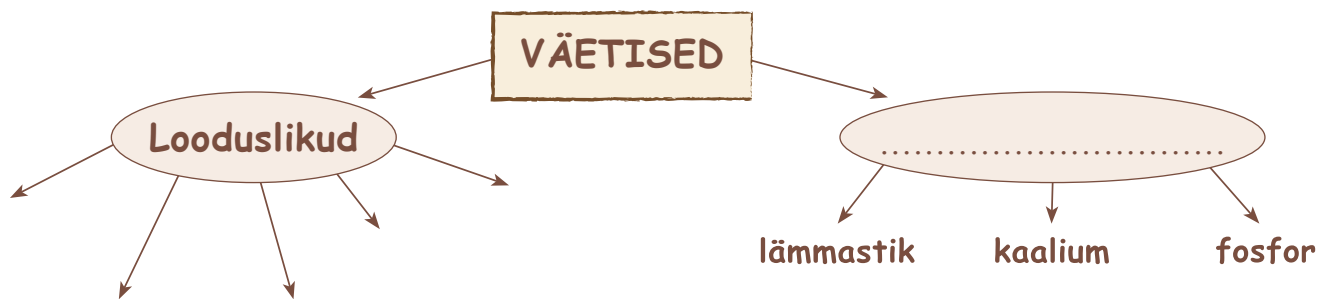 VÄETISED
Looduslikud
................................
lämmastik
kaalium
fosfor